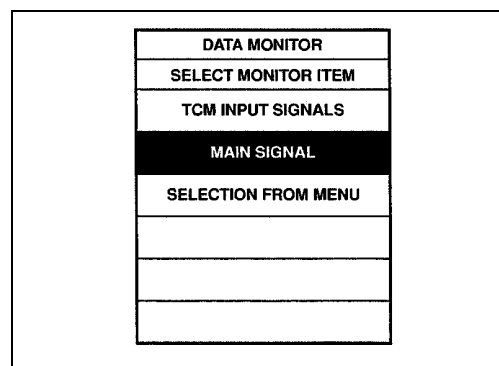 DATA MONITOR
SELECT MONITOR ITEM
TCM INPUT SIGNALS
MAIN SIGNAL
SELECTION FROM MENU